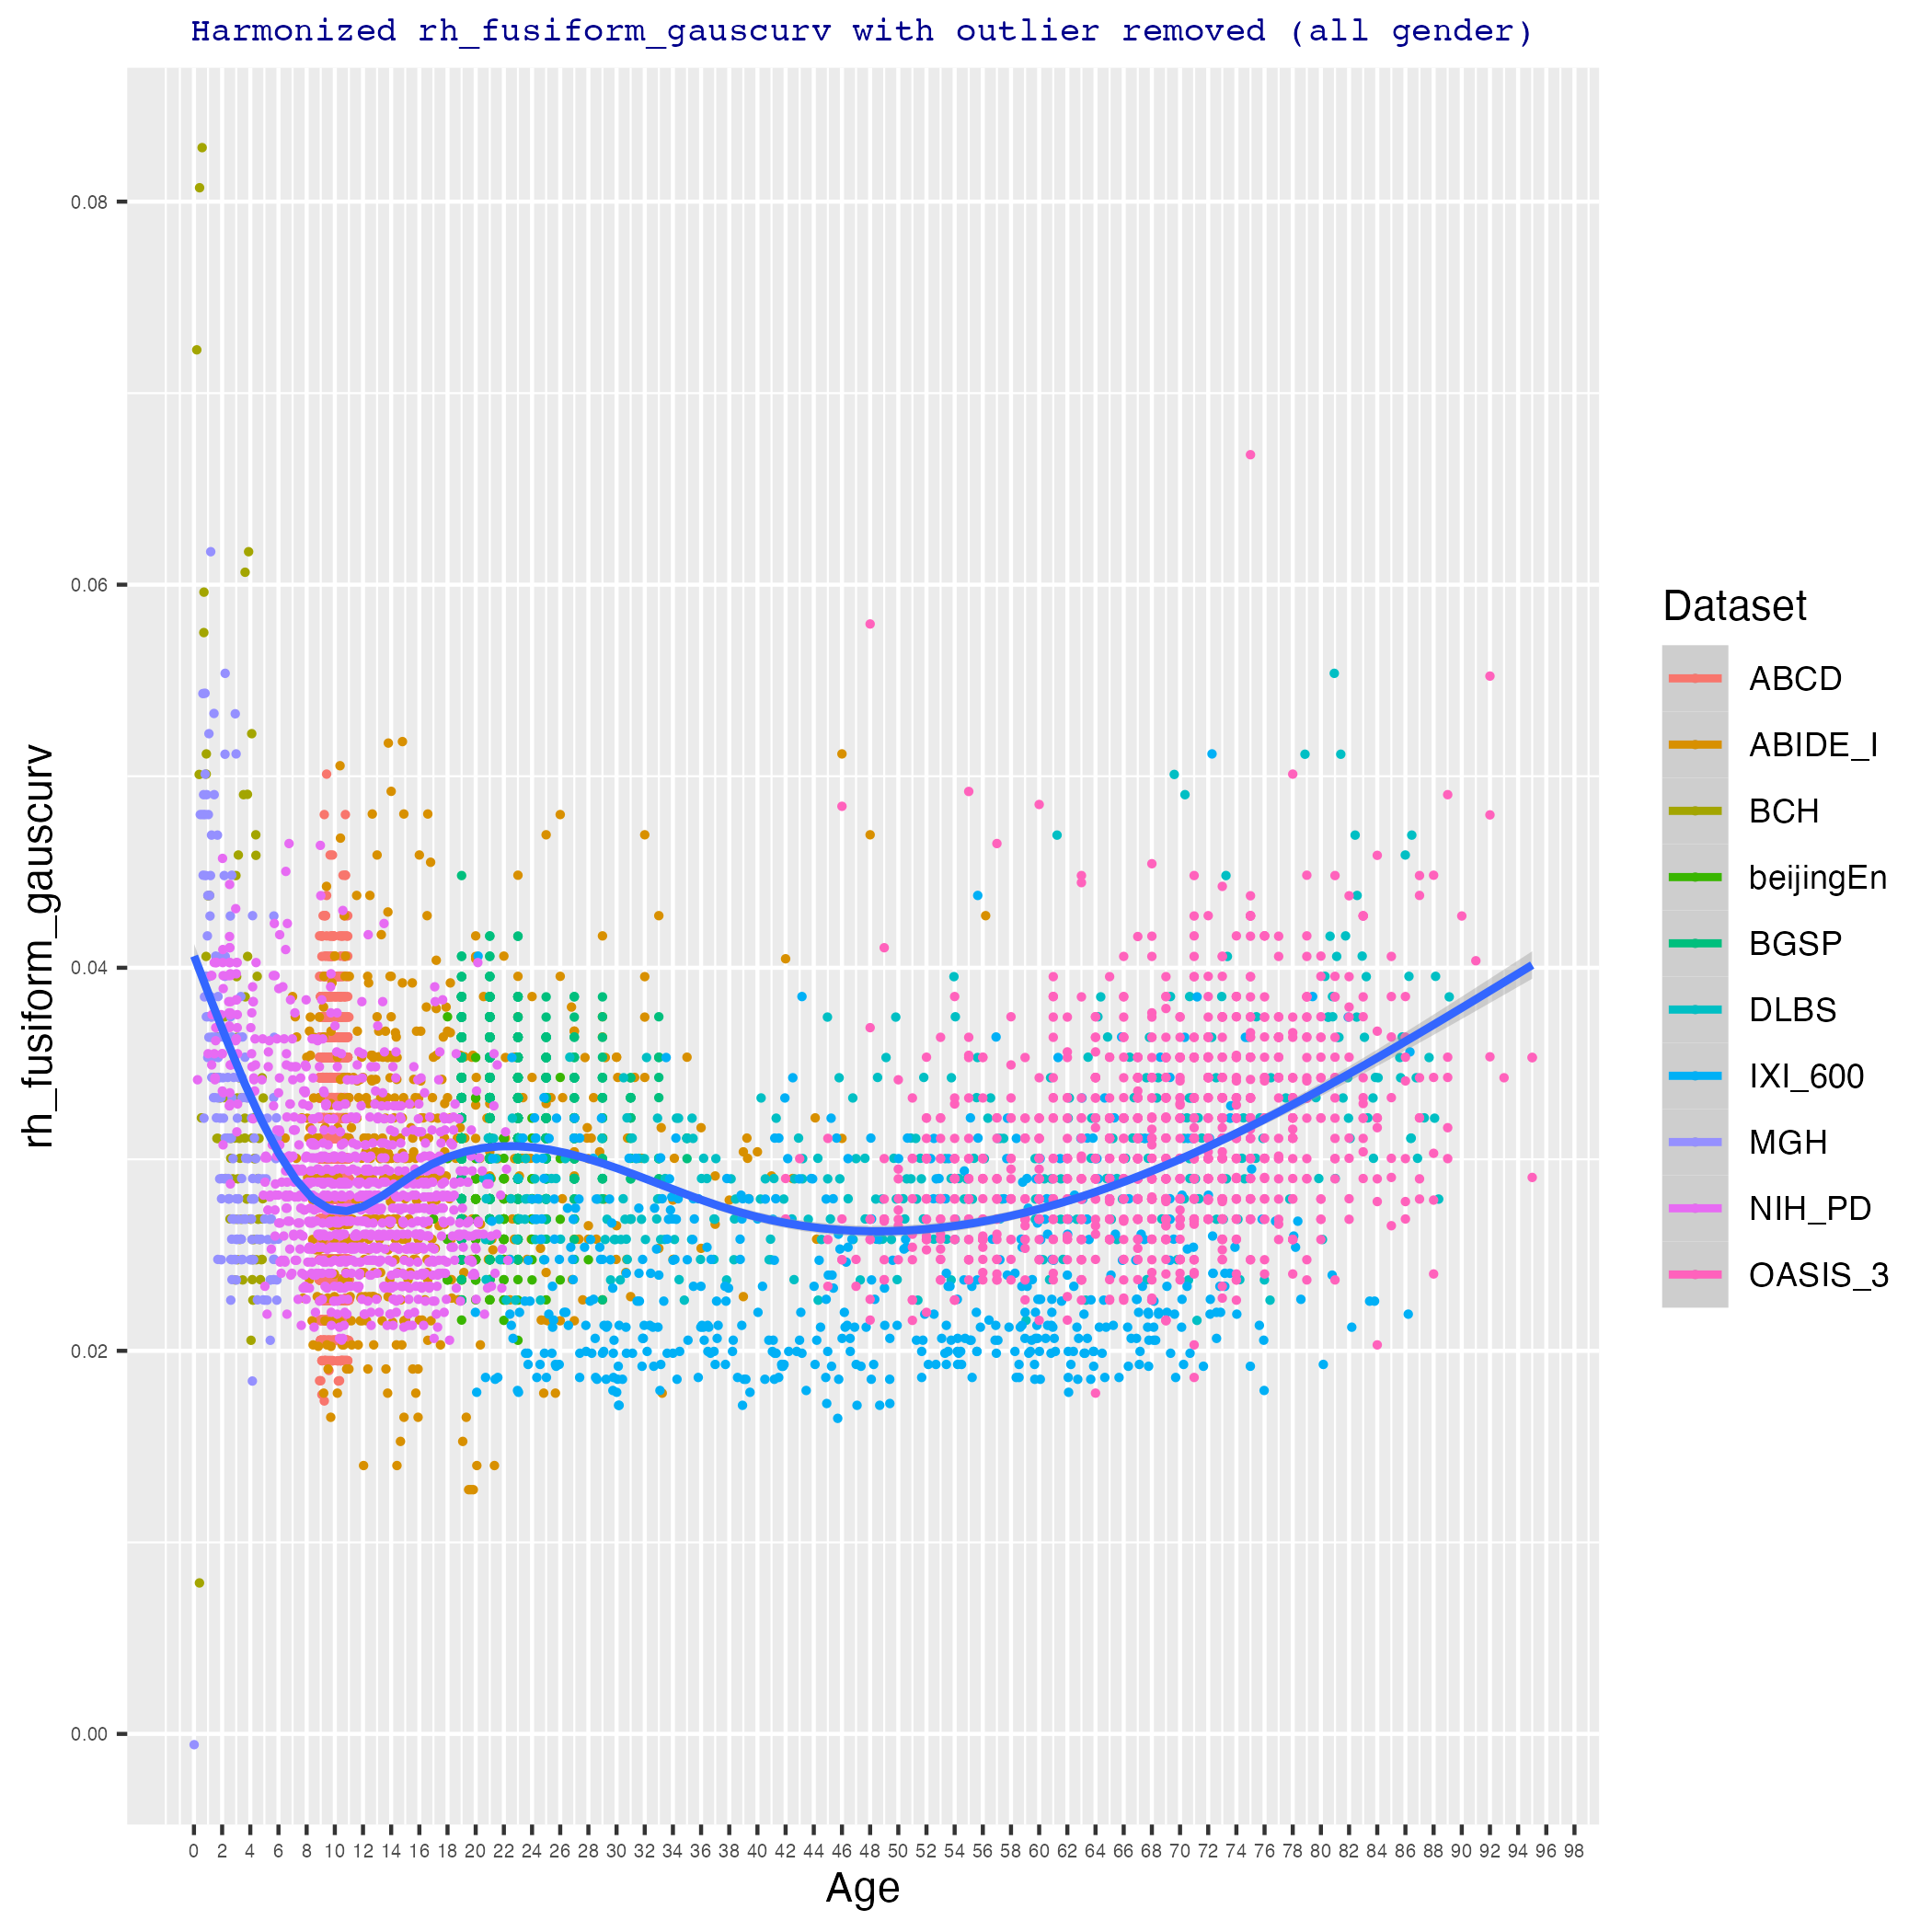 Harmonized rh_fusiform_gauscurv with outlier removed (all gender)
rh_fusiform_gauscurv
0.08
0.06
0.04
0.02
0.00
0 2 4 6 8 10 12 14 16 18 20 22 24 26 28 30 32 34 36 38 40 42 44 46 48 50 52 54 56 58 60 62 64 66 68 70 72 74 76 78 80 82 84 86 88 90 92 94 96 98
Age
Dataset
ABCD
ABIDE_I
BCH
beijingEn
BGSP
DLBS
IXI_600
MGH
NIH_PD
OASIS_3